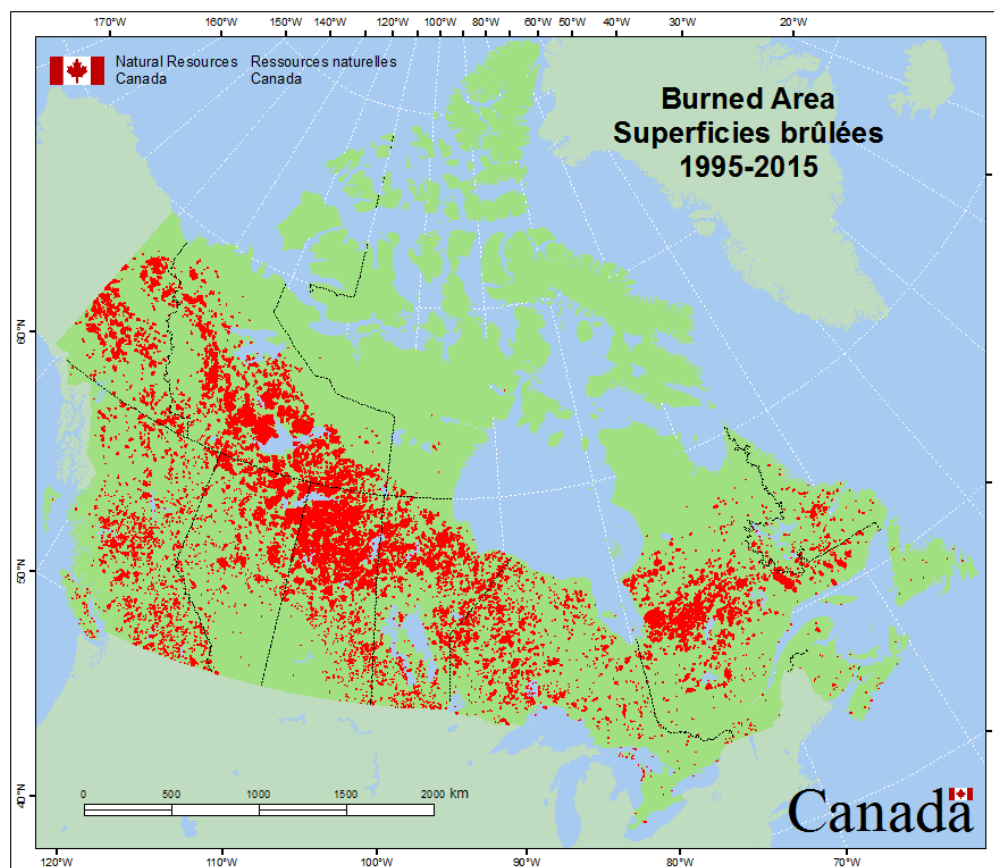 170°W 160°W 150°W 140°W 130°W 120°W 110°W 100°W 90°W 80°W 70°W 60°W 50°W 40°W 30°W 20°W
Natural Resources Ressources naturelles
Canada Canada
Burned Area
Superficies brûlées
1995-2015
60°N
50°N
40°N
0 500 1000 1500 2000 km
Canada
120°W 110°W 100°W 90°W 80°W 70°W